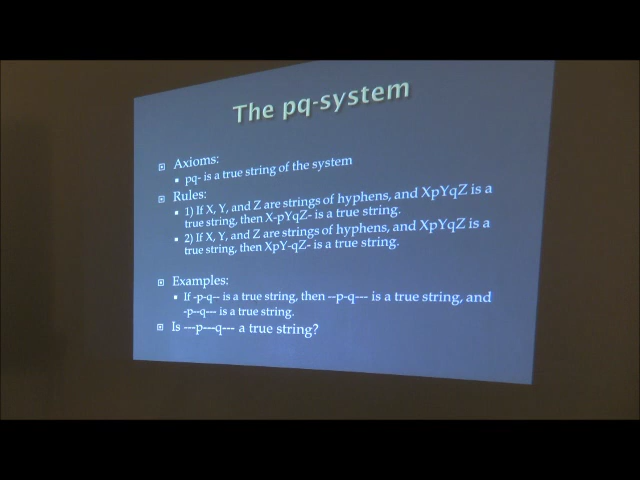 The pq-system
Axioms:
pq- is a true string of the system
Rules:
1) If X, Y, and Z are strings of hyphens, and XpYqZ is a
true string, then X-pYqZ- is a true string.
2) If X, Y, and Z are strings of hyphens, and XpYqZ is a
true string, then XpY-qZ- is a true string.
Examples:
If -p-q-- is a true string, then --p-q--- is a true string, and
-p--q--- is a true string.
Is ---p---q--- a true string?